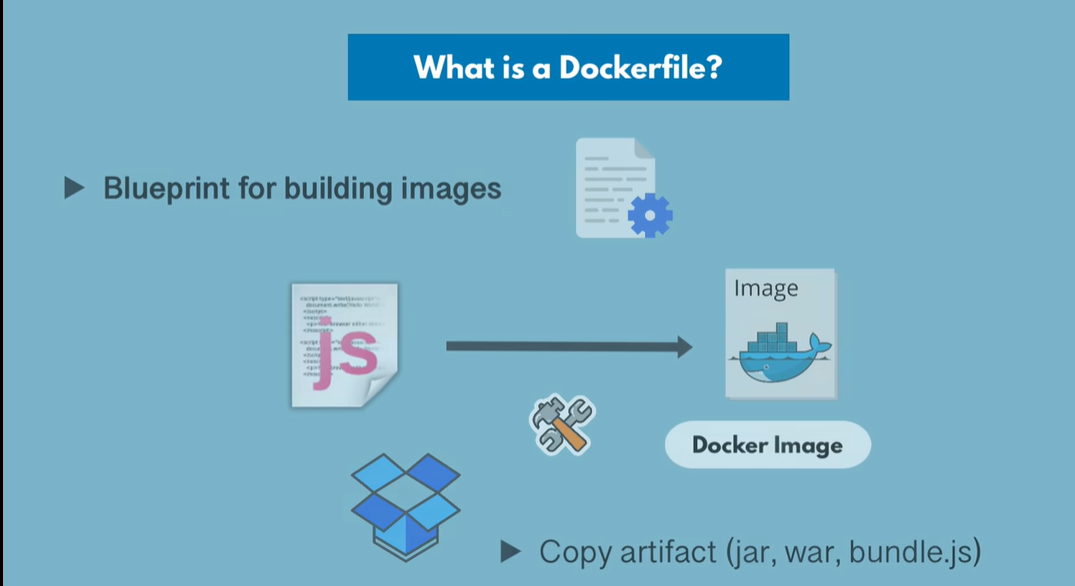 What is a Dockerfile?
Blueprint for building images
Image
js
Docker Image
Copy artifact (jar, war, bundle.js)